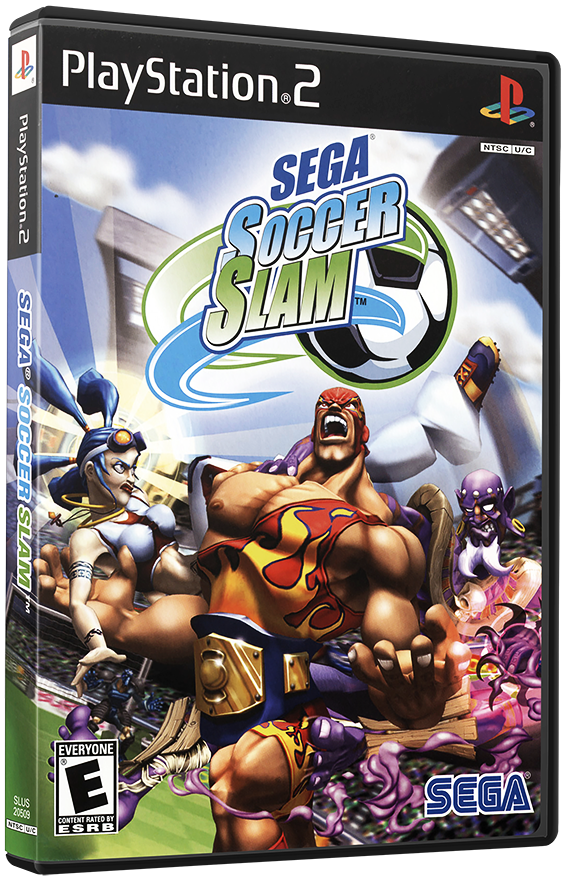 PlayStation®2
NTSC U/C
SEGA®
SOCCER
SLAM™
EVERYONE
E
®
CONTENT RATED BY
ESRB
SEGA®
PlayStation®2
SEGA® SOCCER SLAM™
SLUS
20509
NTSC U/C